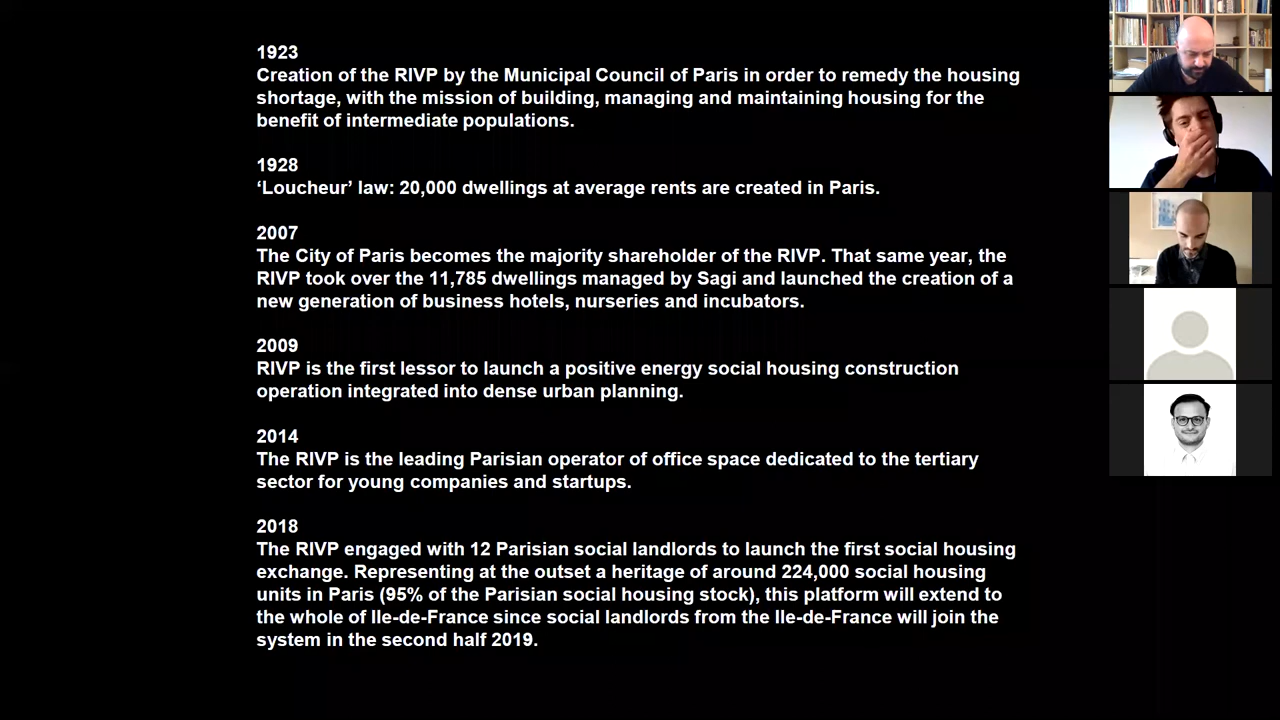 1923
Creation of the RIVP by the Municipal Council of Paris in order to remedy the housing
shortage, with the mission of building, managing and maintaining housing for the
benefit of intermediate populations.
1928
‘Loucheur’ law: 20,000 dwellings at average rents are created in Paris.
2007
The City of Paris becomes the majority shareholder of the RIVP. That same year, the
RIVP took over the 11,785 dwellings managed by Sagi and launched the creation of a
new generation of business hotels, nurseries and incubators.
2009
RIVP is the first lessor to launch a positive energy social housing construction
operation integrated into dense urban planning.
2014
The RIVP is the leading Parisian operator of office space dedicated to the tertiary
sector for young companies and startups.
2018
The RIVP engaged with 12 Parisian social landlords to launch the first social housing
exchange. Representing at the outset a heritage of around 224,000 social housing
units in Paris (95% of the Parisian social housing stock), this platform will extend to
the whole of Ile-de-France since social landlords from the Ile-de-France will join the
system in the second half 2019.